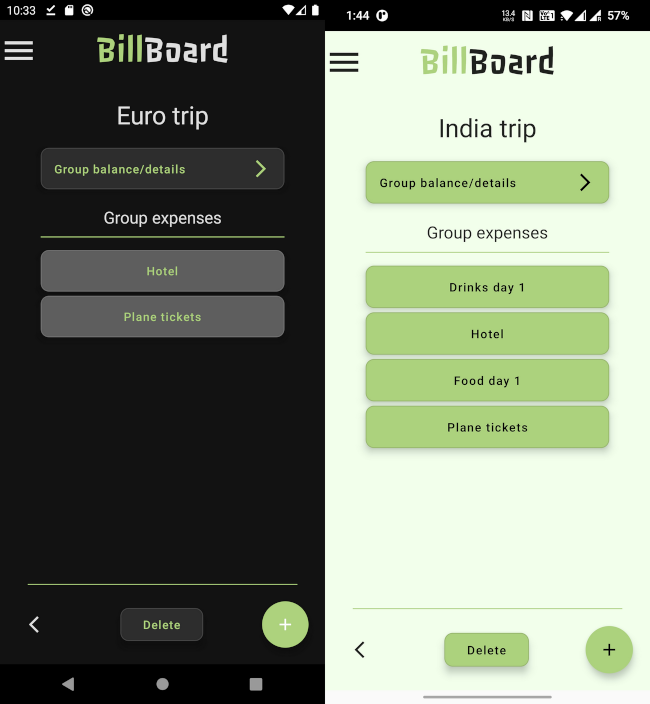 10:33
BillBoard
Euro trip
Group balance/details
Group expenses
Hotel
Plane tickets
Delete
1:44
13.4
KB/S
57%
BillBoard
India trip
Group balance/details
Group expenses
Drinks day 1
Hotel
Food day 1
Plane tickets
Delete